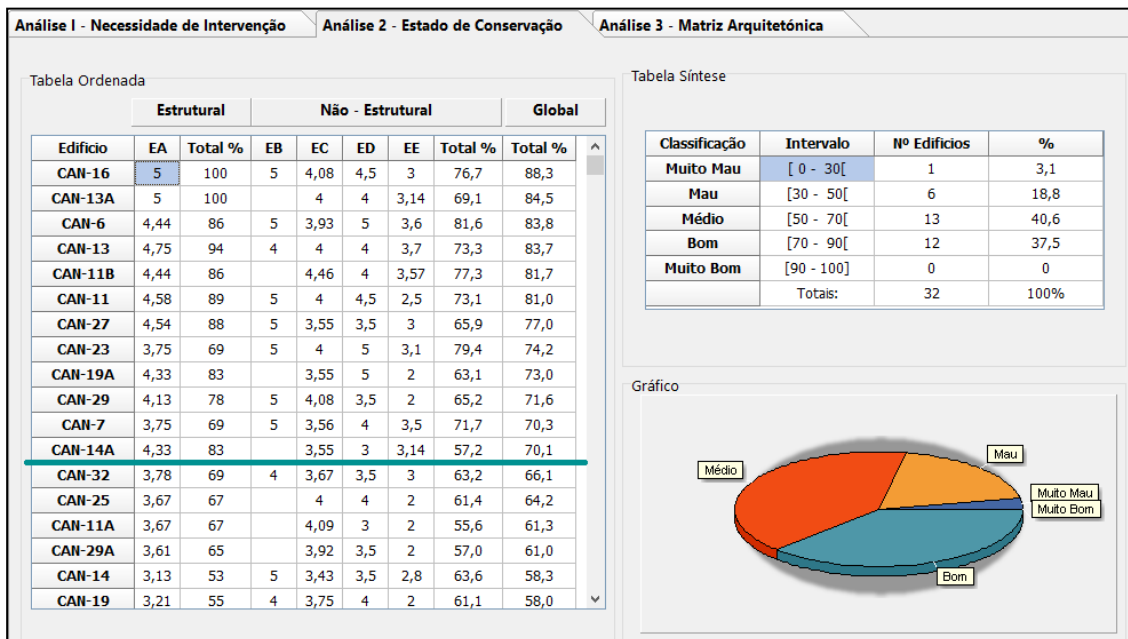 Análise I - Necessidade de Intervenção Análise 2 - Estado de Conservação Análise 3 - Matriz Arquitetónica
Tabela Ordenada
Estrutural Não - Estrutural Global
Edificio EA Total % EB EC ED EE Total % Total %
CAN-16 5 100 5 4,08 4,5 3 76,7 88,3
CAN-13A 5 100 4 4 3,14 69,1 84,5
CAN-6 4,44 86 5 3,93 5 3,6 81,6 83,8
CAN-13 4,75 94 4 4 4 3,7 73,3 83,7
CAN-11B 4,44 86 4,46 4 3,57 77,3 81,7
CAN-11 4,58 89 5 4 4,5 2,5 73,1 81,0
CAN-27 4,54 88 5 3,55 3,5 3 65,9 77,0
CAN-23 3,75 69 5 4 5 3,1 79,4 74,2
CAN-19A 4,33 83 3,55 5 2 63,1 73,0
CAN-29 4,13 78 5 4,08 3,5 2 65,2 71,6
CAN-7 3,75 69 5 3,56 4 3,5 71,7 70,3
CAN-14A 4,33 83 3,55 3 3,14 57,2 70,1
CAN-32 3,78 69 4 3,67 3,5 3 63,2 66,1
CAN-25 3,67 67 4 4 2 61,4 64,2
CAN-11A 3,67 67 4,09 3 2 55,6 61,3
CAN-29A 3,61 65 3,92 3,5 2 57,0 61,0
CAN-14 3,13 53 5 3,43 3,5 2,8 63,6 58,3
CAN-19 3,21 55 4 3,75 4 2 61,1 58,0
Tabela Síntese
Classificação Intervalo Nº Edificios %
Muito Mau [ 0 - 30[ 1 3,1
Mau [30 - 50[ 6 18,8
Médio [50 - 70[ 13 40,6
Bom [70 - 90[ 12 37,5
Muito Bom [90 - 100] 0 0
Totais: 32 100%
Gráfico
Mau
Médio
Muito Mau
Muito Bom
Bom